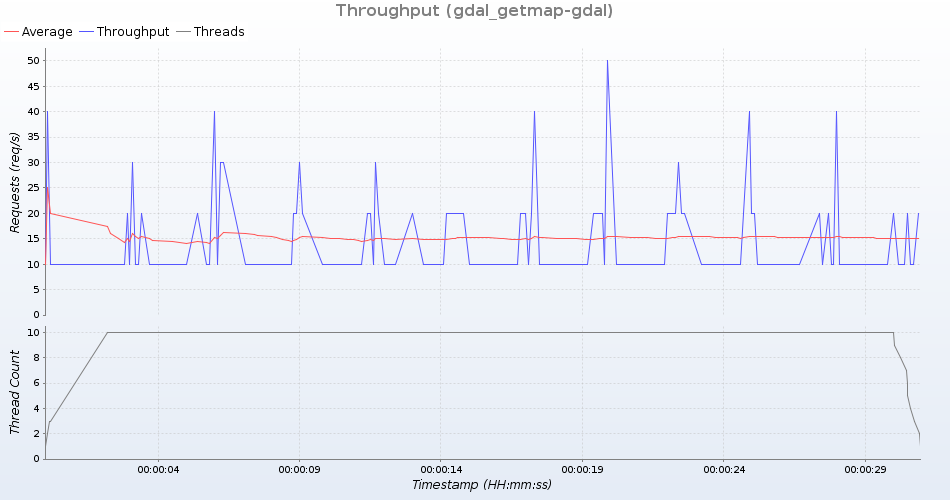 Throughput (gdal_getmap-gdal)
Average Throughput Threads
Requests (req/s)
50
45
40
35
30
25
20
15
10
5
0
Thread Count
10
8
6
4
2
0
00:00:04 00:00:09 00:00:14 00:00:19 00:00:24 00:00:29
Timestamp (HH:mm:ss)